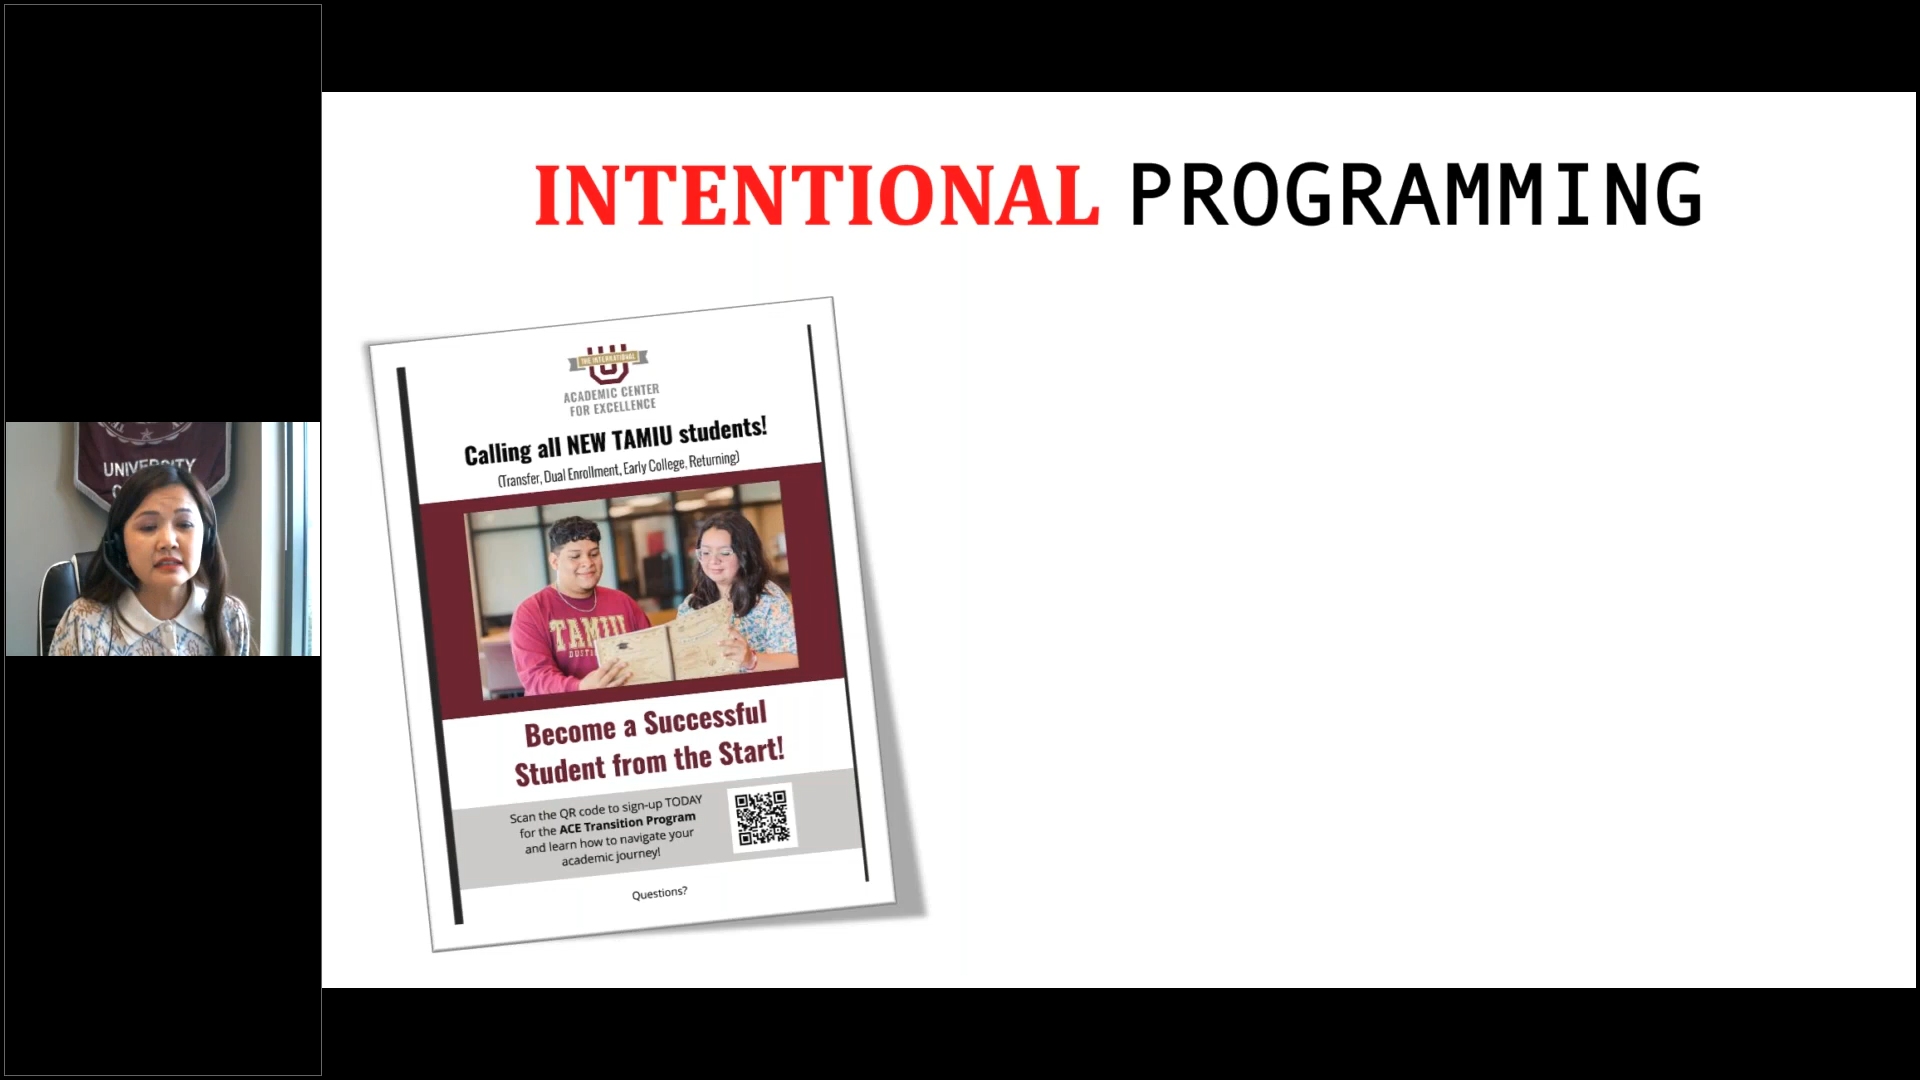 UNIVERSITY
INTENTIONAL PROGRAMMING
THE INTERNATIONAL
U
ACADEMIC CENTER
FOR EXCELLENCE
Calling all NEW TAMIU students!
(Transfer, Dual Enrollment, Early College, Returning)
TAMIU
Become a Successful
Student from the Start!
Scan the QR code to sign-up TODAY
for the ACE Transition Program
and learn how to navigate your
academic journey!
Questions?